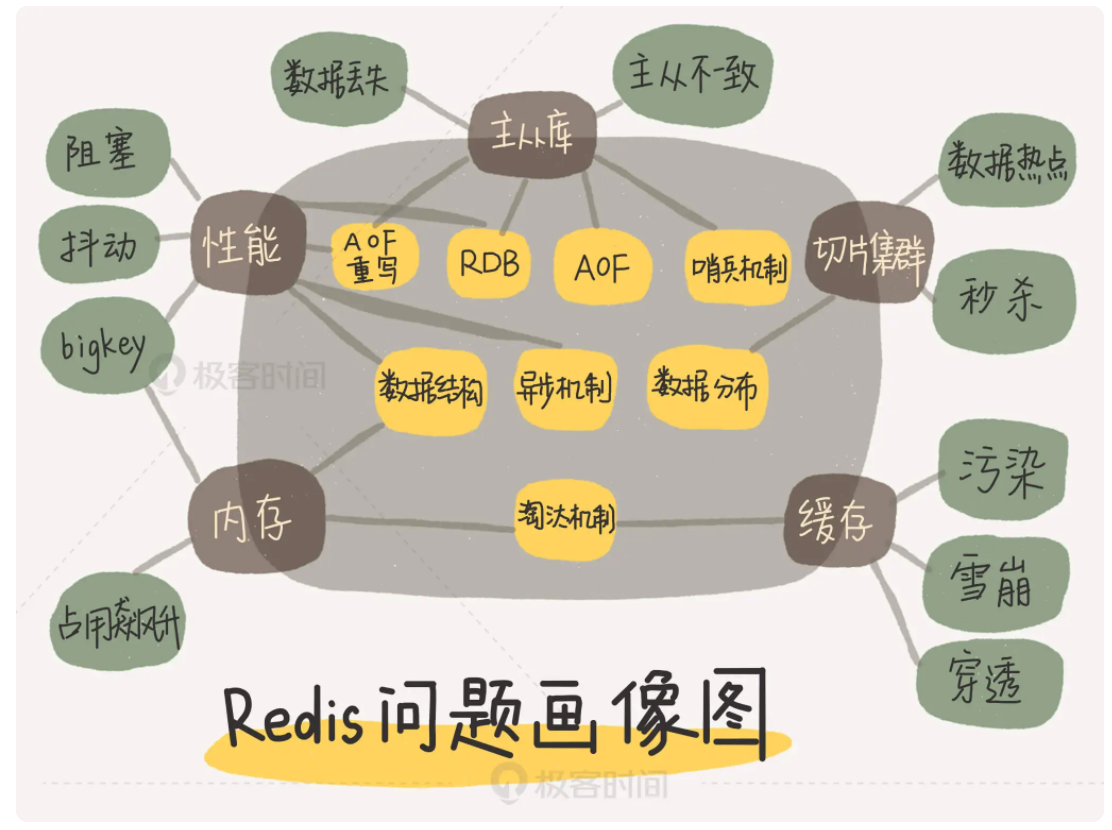 数据丢失
主从不一致
主从库
阻塞
数据热点
抖动
性能
AOF
重写
RDB
AOF
哨兵机制
切片集群
秒杀
bigkey
极客时间
数据结构
异步机制
数据分布
污染
内存
淘汰机制
缓存
雪崩
占用飙升
穿透
Redis问题画像图
极客时间